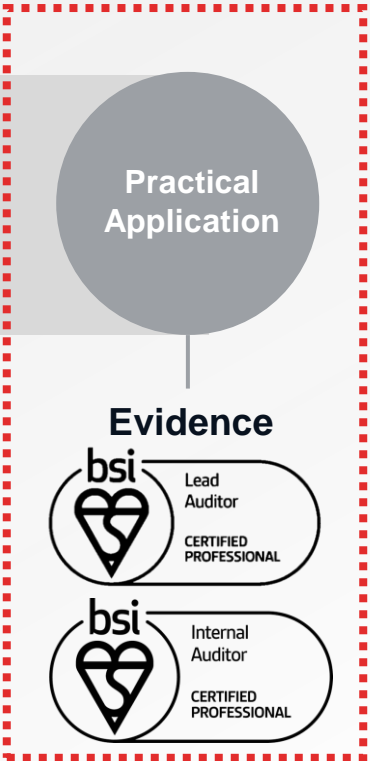 Practical
Application
Evidence
bsi
Lead
Auditor
CERTIFIED
PROFESSIONAL
bsi
Internal
Auditor
CERTIFIED
PROFESSIONAL